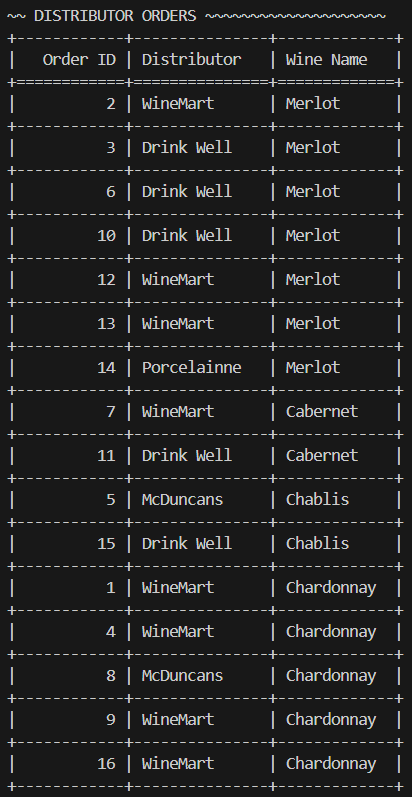 ~~ DISTRIBUTOR ORDERS ~~~~~~~~~~~~~~~~~~~~
+------------+---------------+-------------+
|   Order ID | Distributor   | Wine Name   |
+============+===============+=============+
|          2 | WineMart      | Merlot      |
+------------+---------------+-------------+
|          3 | Drink Well    | Merlot      |
+------------+---------------+-------------+
|          6 | Drink Well    | Merlot      |
+------------+---------------+-------------+
|         10 | Drink Well    | Merlot      |
+------------+---------------+-------------+
|         12 | WineMart      | Merlot      |
+------------+---------------+-------------+
|         13 | WineMart      | Merlot      |
+------------+---------------+-------------+
|         14 | Porcelainne   | Merlot      |
+------------+---------------+-------------+
|          7 | WineMart      | Cabernet    |
+------------+---------------+-------------+
|         11 | Drink Well    | Cabernet    |
+------------+---------------+-------------+
|          5 | McDuncans     | Chablis     |
+------------+---------------+-------------+
|         15 | Drink Well    | Chablis     |
+------------+---------------+-------------+
|          1 | WineMart      | Chardonnay  |
+------------+---------------+-------------+
|          4 | WineMart      | Chardonnay  |
+------------+---------------+-------------+
|          8 | McDuncans     | Chardonnay  |
+------------+---------------+-------------+
|          9 | WineMart      | Chardonnay  |
+------------+---------------+-------------+
|         16 | WineMart      | Chardonnay  |
+------------+---------------+-------------+